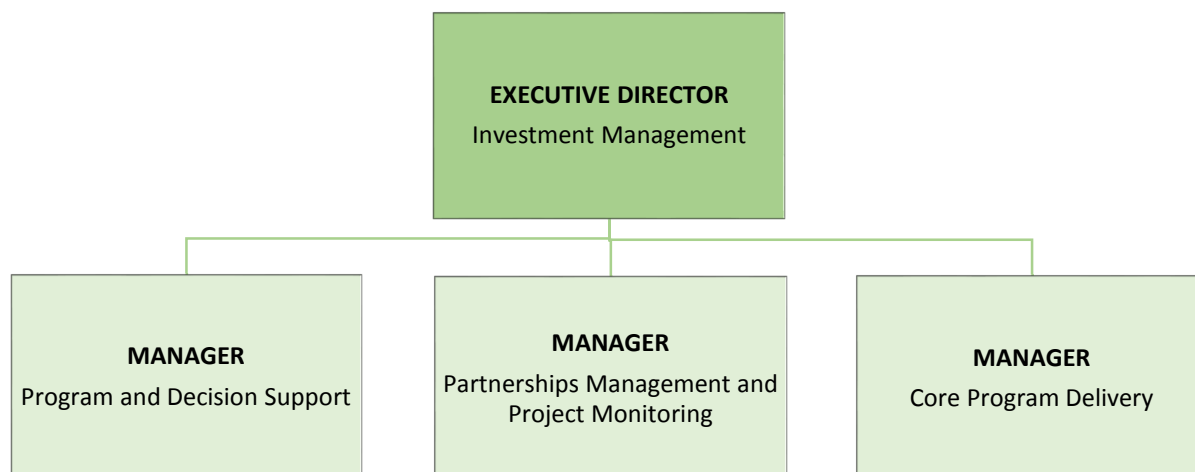 EXECUTIVE DIRECTOR
Investment Management
MANAGER
Program and Decision Support
MANAGER
Partnerships Management and
Project Monitoring
MANAGER
Core Program Delivery